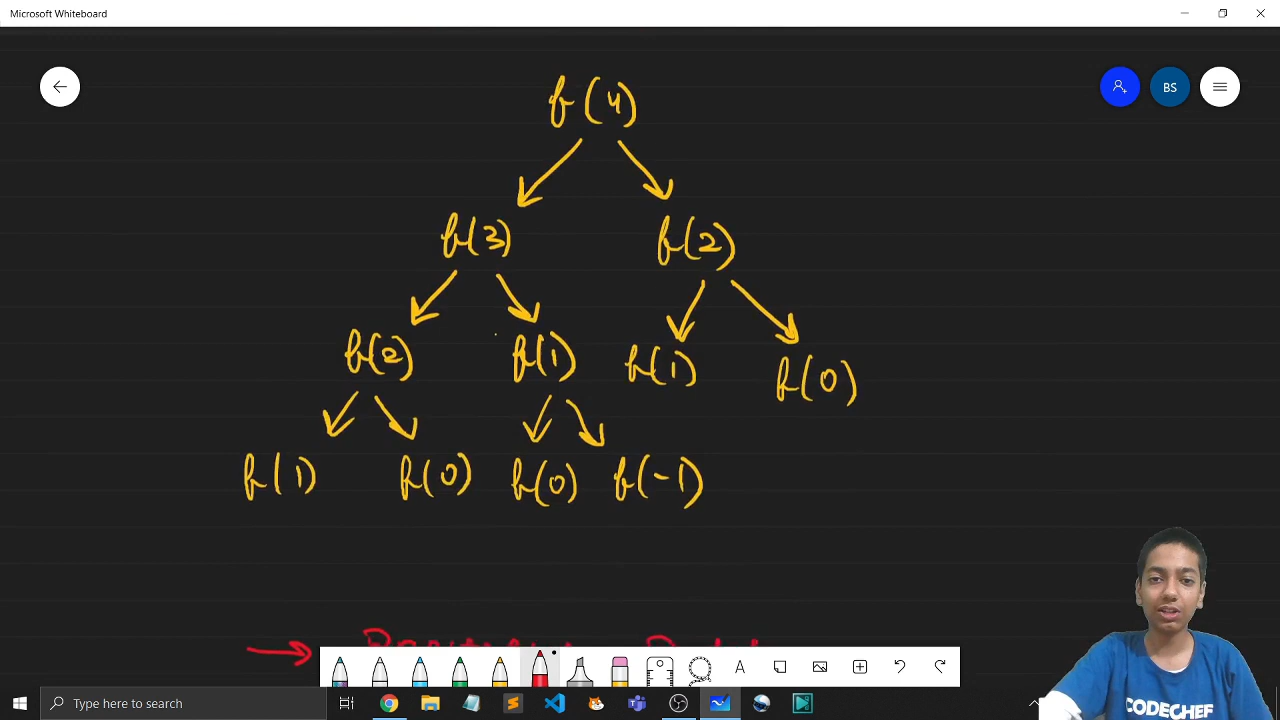 Microsoft Whiteboard
BS
f(4)
f(3) f(2)
f(2) f(1) f(1) f(0)
f(1) f(0) f(0) f(-1)
A
Type here to search
CODECHEF